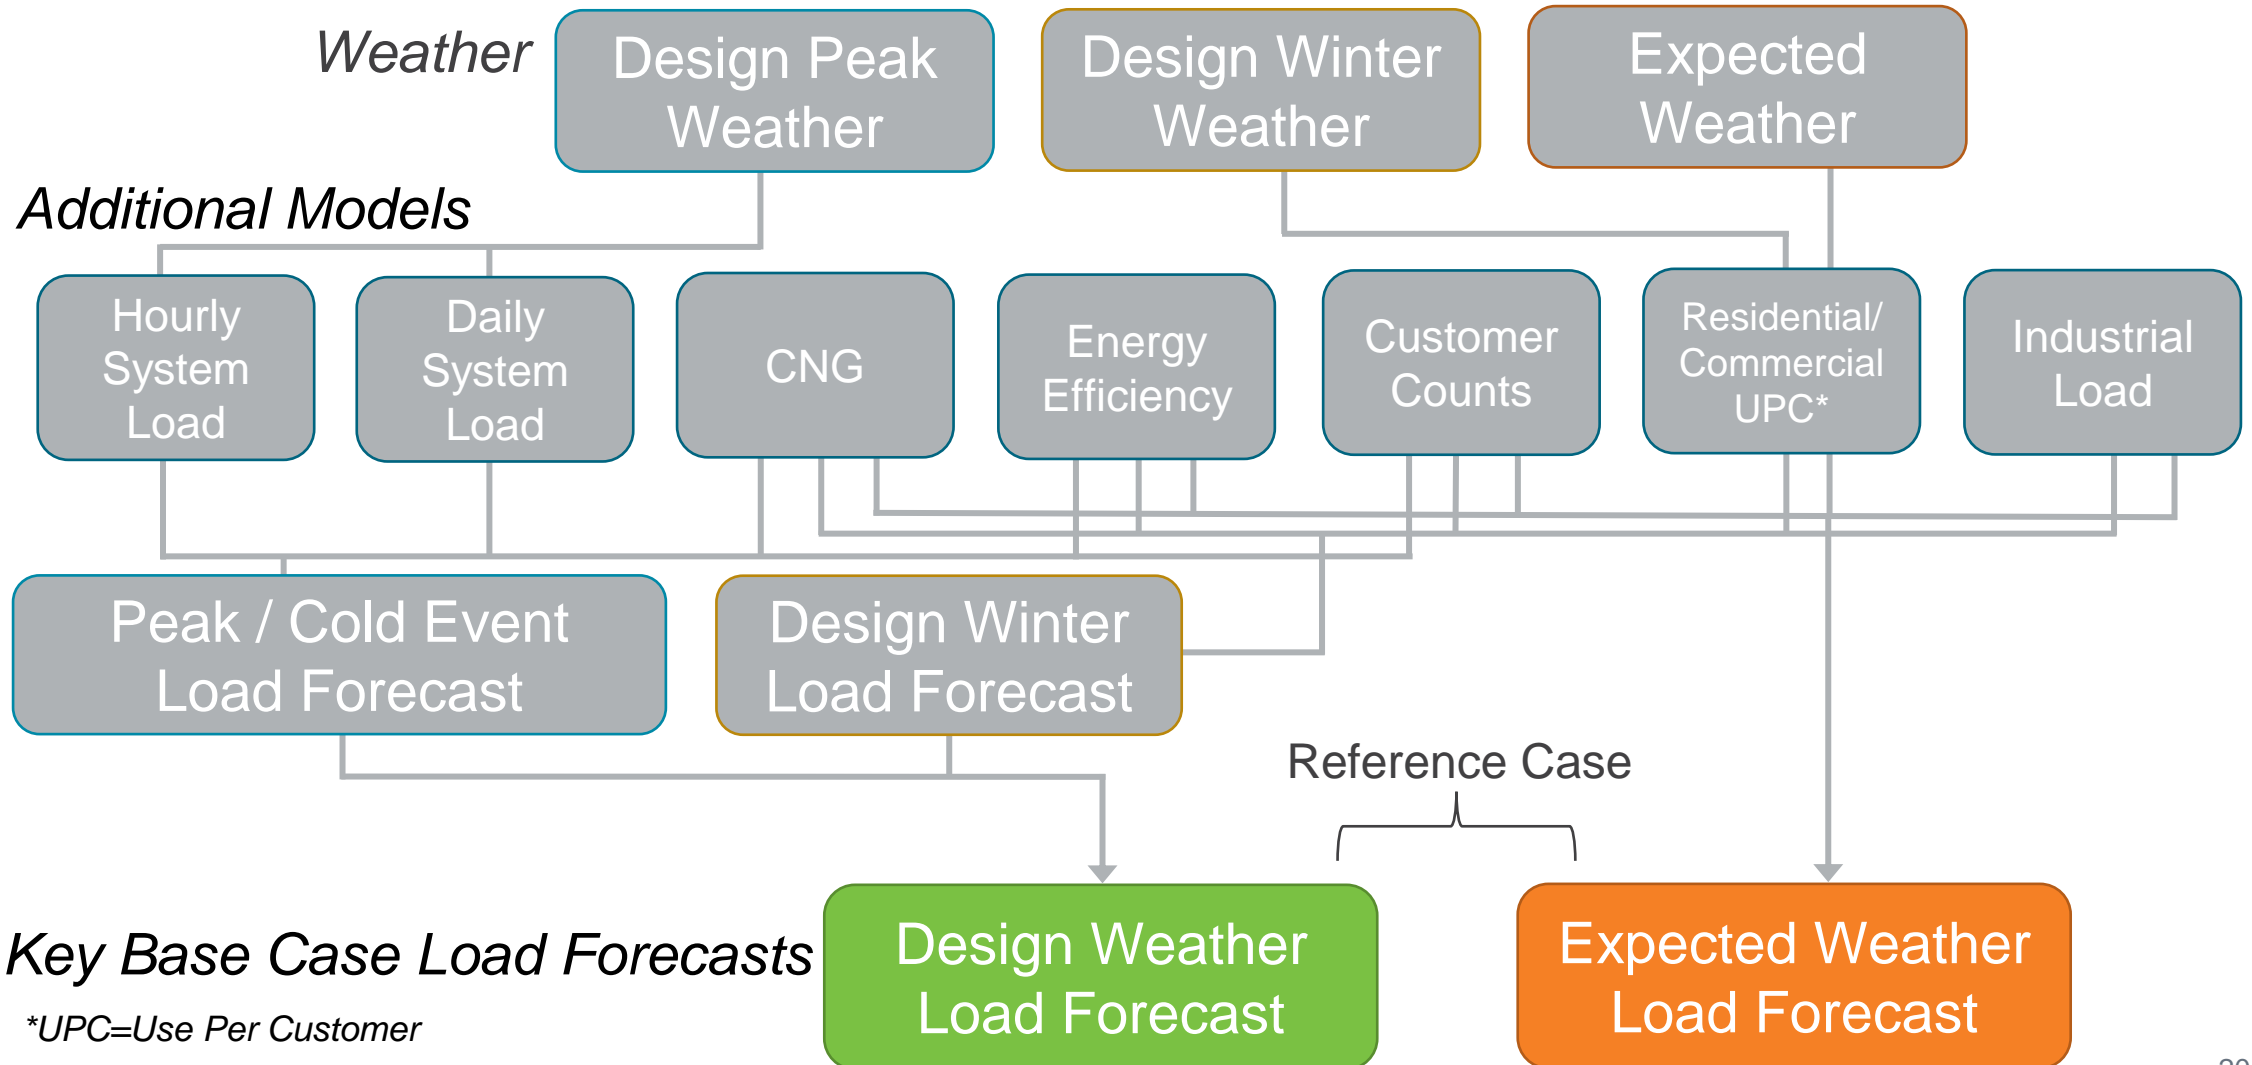 Weather
Design Peak
Weather
Design Winter
Weather
Expected
Weather
Additional Models
Hourly
System
Load
Daily
System
Load
CNG
Energy
Efficiency
Customer
Counts
Residential/
Commercial
UPC*
Industrial
Load
Peak / Cold Event
Load Forecast
Design Winter
Load Forecast
Reference Case
Key Base Case Load Forecasts
Design Weather
Load Forecast
Expected Weather
Load Forecast
*UPC=Use Per Customer